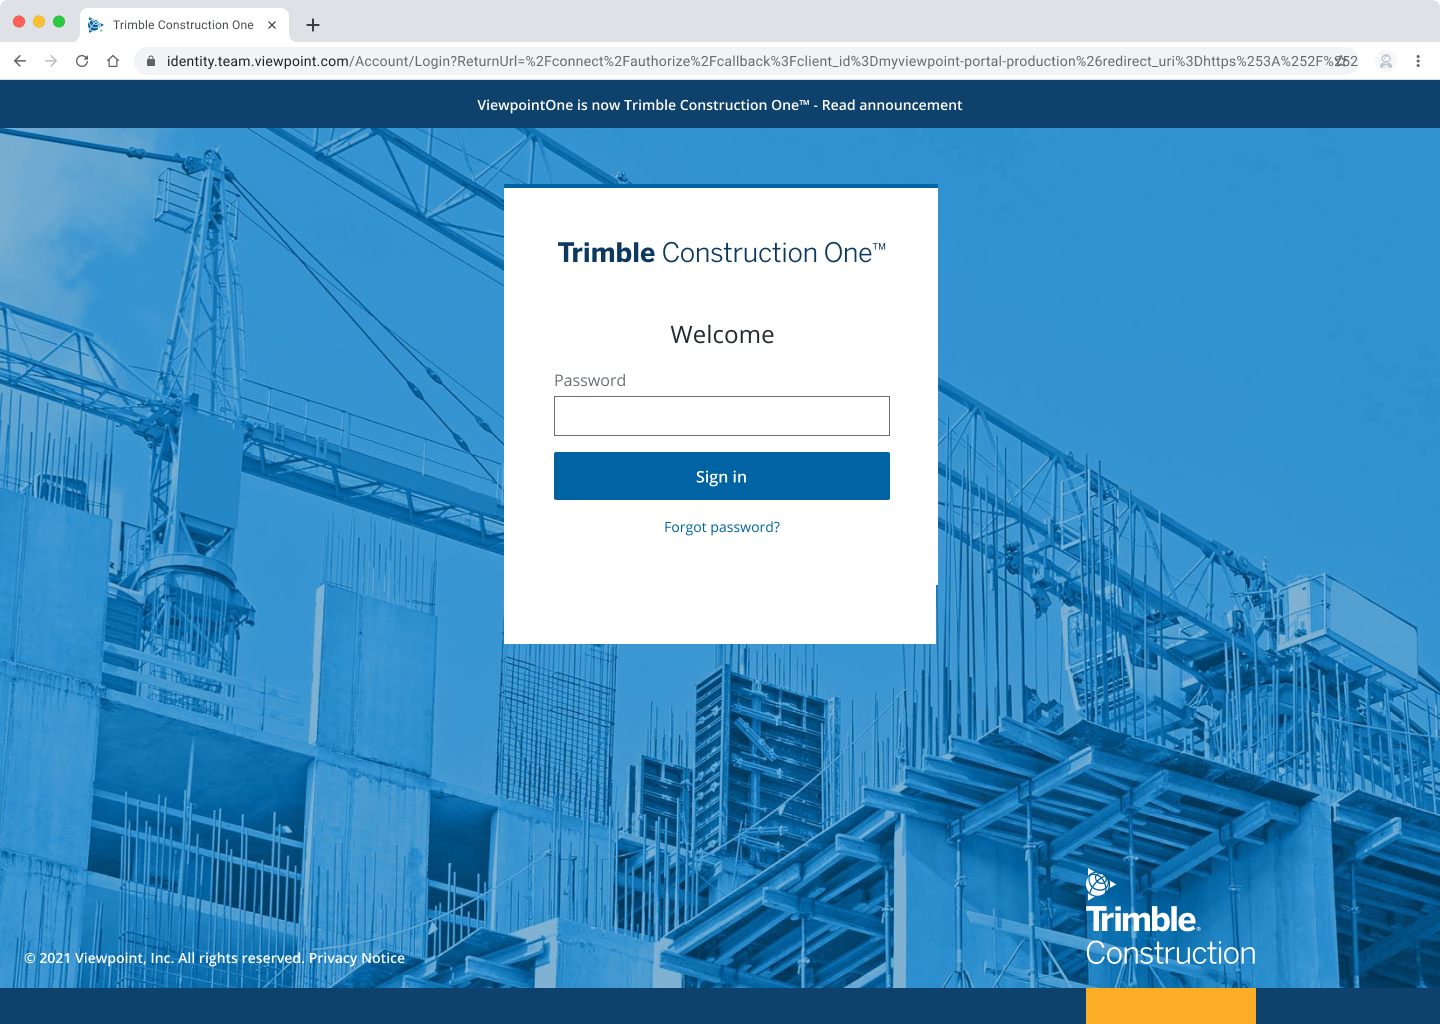 Trimble Construction One
identity.team.viewpoint.com/Account/Login?ReturnUrl=%2Fconnect%2Fauthorize%2Fcallback%3Fclient_id%3Dmyviewpoint-portal-production%26redirect_uri%3Dhttps%253A%252F%252
ViewpointOne is now Trimble Construction One™ - Read announcement
Trimble Construction One™
Welcome
Password
Sign in
Forgot password?
Trimble®
Construction
© 2021 Viewpoint, Inc. All rights reserved. Privacy Notice